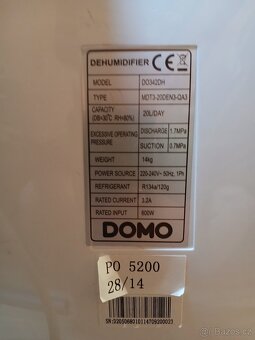 DEHUMIDIFIER CE
MODEL DO342DH
TYPE MDT3-20DEN3-QA3
CAPACITY (DB=30°C RH=80%) 20L/DAY
EXCESSIVE OPERATING PRESSURE DISCHARGE 1.7MPa
SUCTION 0.7MPa
WEIGHT 14kg
POWER SOURCE 220-240V~ 50Hz, 1Ph
REFRIGERANT R134a/120g
RATED CURRENT 3.2A
RATED INPUT 600W
DOMO
PO 5200
28/14